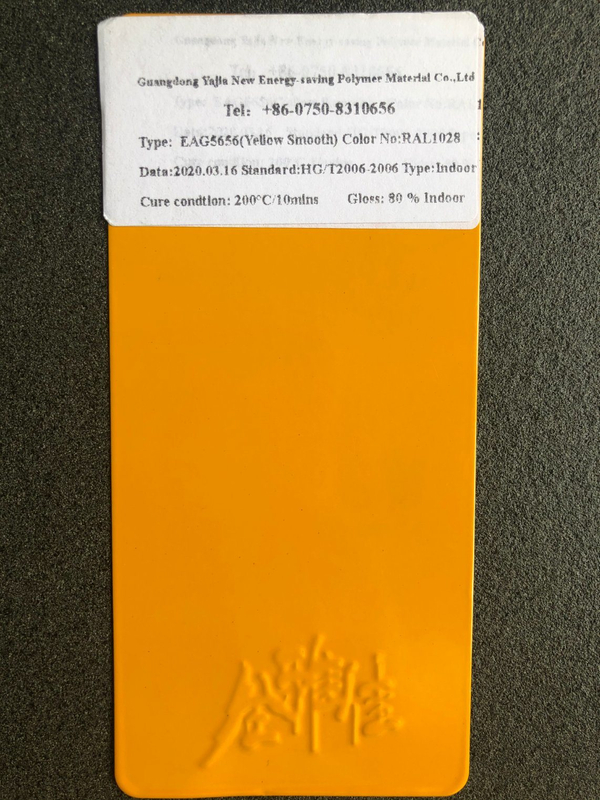 Guangdong Yajia New Energy-saving Polymer Material Co.,Ltd
Tel: +86-0750-8310656
Type: EAG5656(Yellow Smooth) Color No:RAL1028
Data:2020.03.16 Standard:HG/T2006-2006 Type:Indoor
Cure condtion: 200°C/10mins Gloss: 80 % Indoor